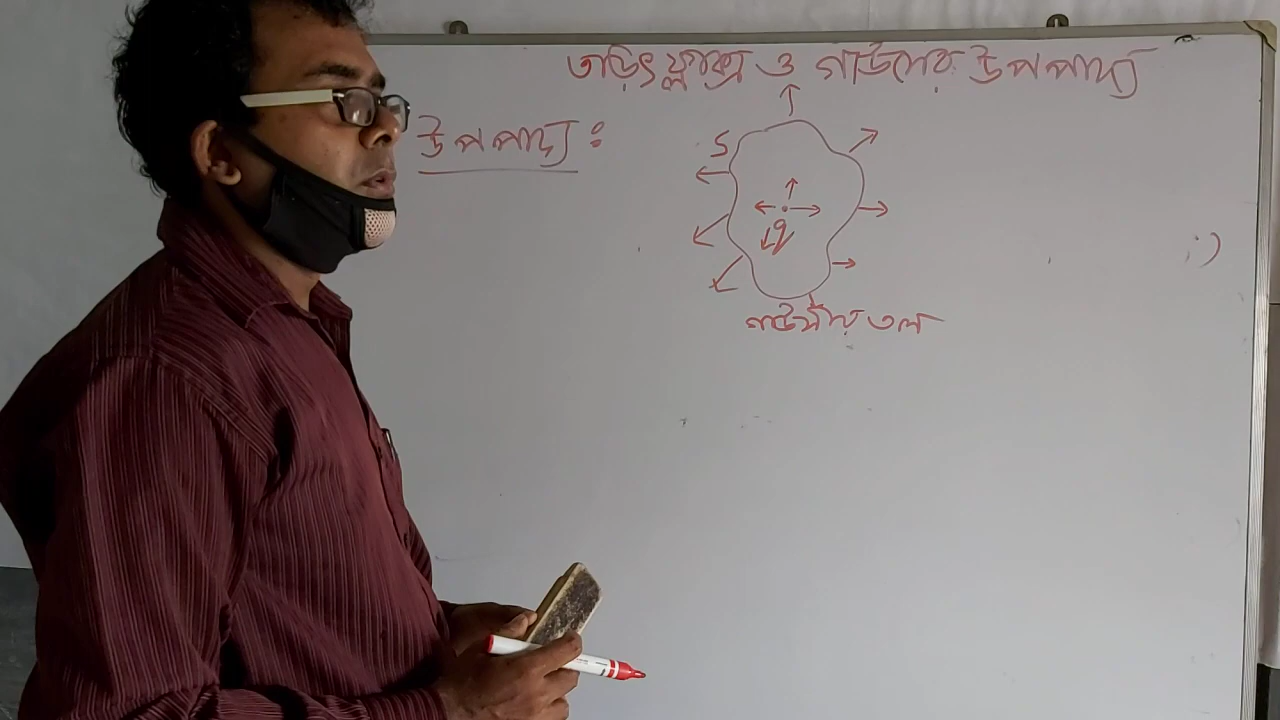 তড়িৎ ফ্লাক্স ও গাউসের উপপাদ্য
উপপাদ্য :
S
q
গাউসীয় তল